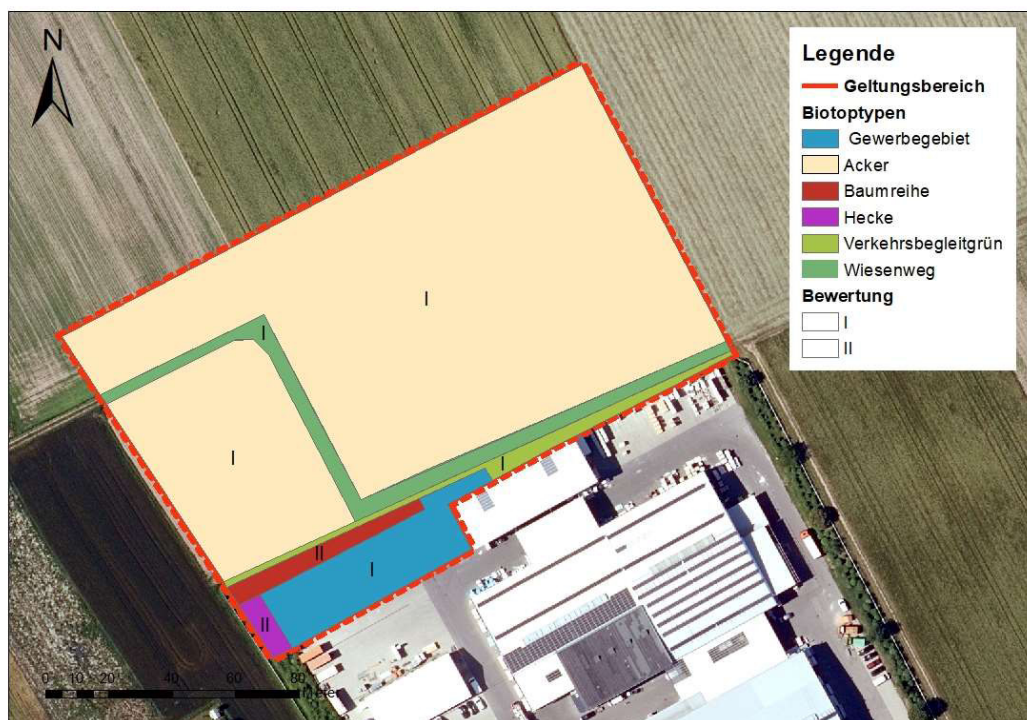 N
Legende
Geltungsbereich
Biotoptypen
Gewerbegebiet
Acker
Baumreihe
Hecke
Verkehrsbegleitgrün
Wiesenweg
Bewertung
I
II
I
I
I
I
II
I
II
0 10 20 40 60 80